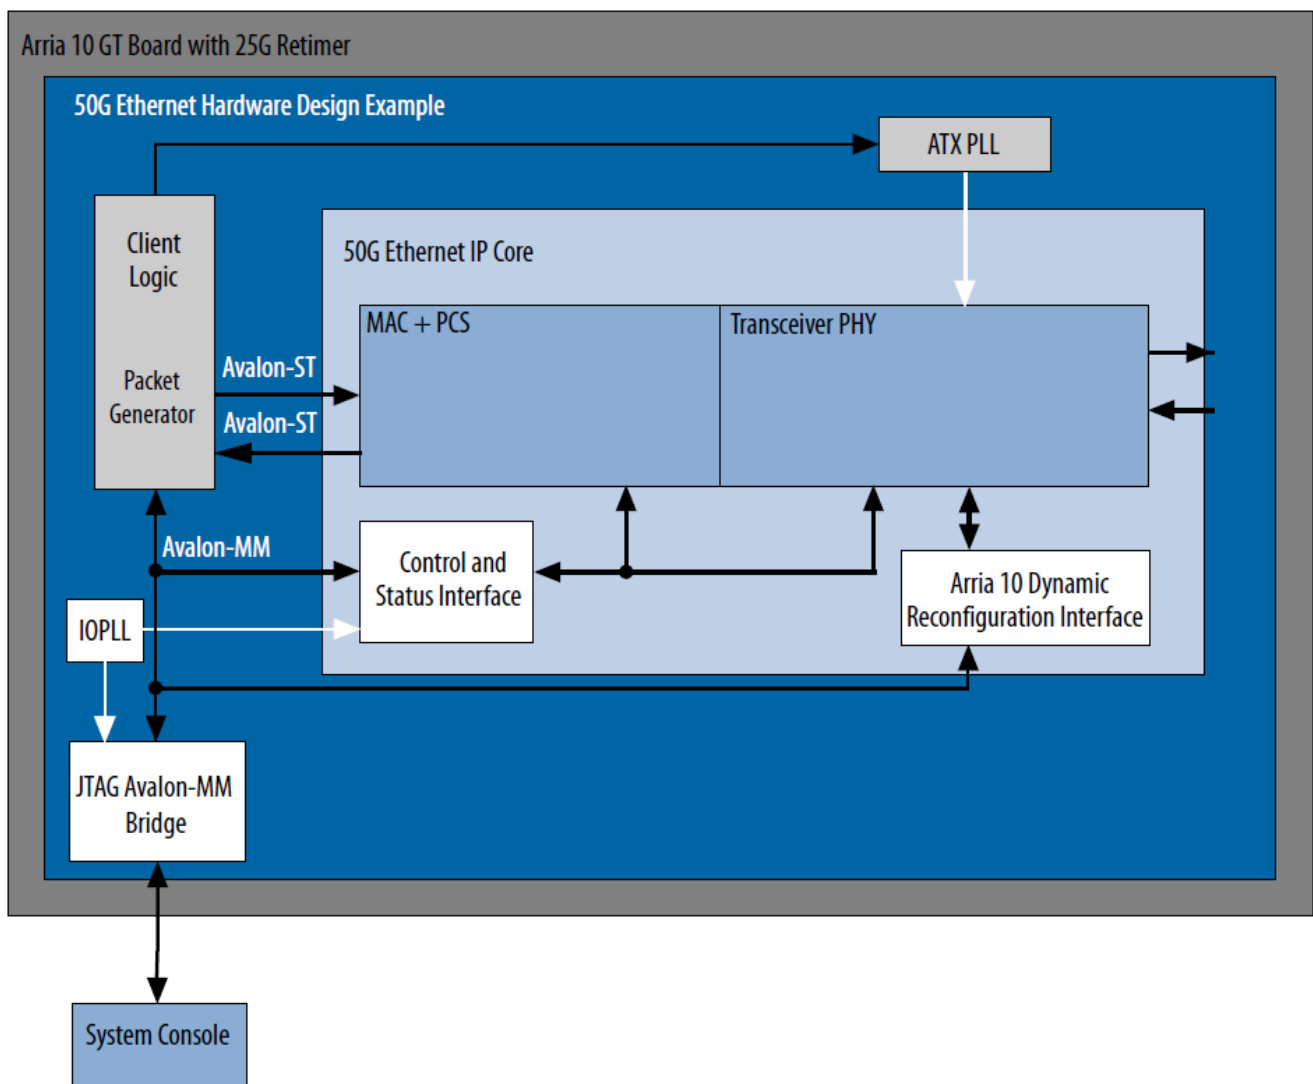 Arria 10 GT Board with 25G Retimer
50G Ethernet Hardware Design Example
ATX PLL
Client
Logic
50G Ethernet IP Core
MAC + PCS
Transceiver PHY
Avalon-ST
Packet
Generator
Avalon-ST
Avalon-MM
Control and
Status Interface
Arria 10 Dynamic
Reconfiguration Interface
IOPLL
JTAG Avalon-MM
Bridge
System Console